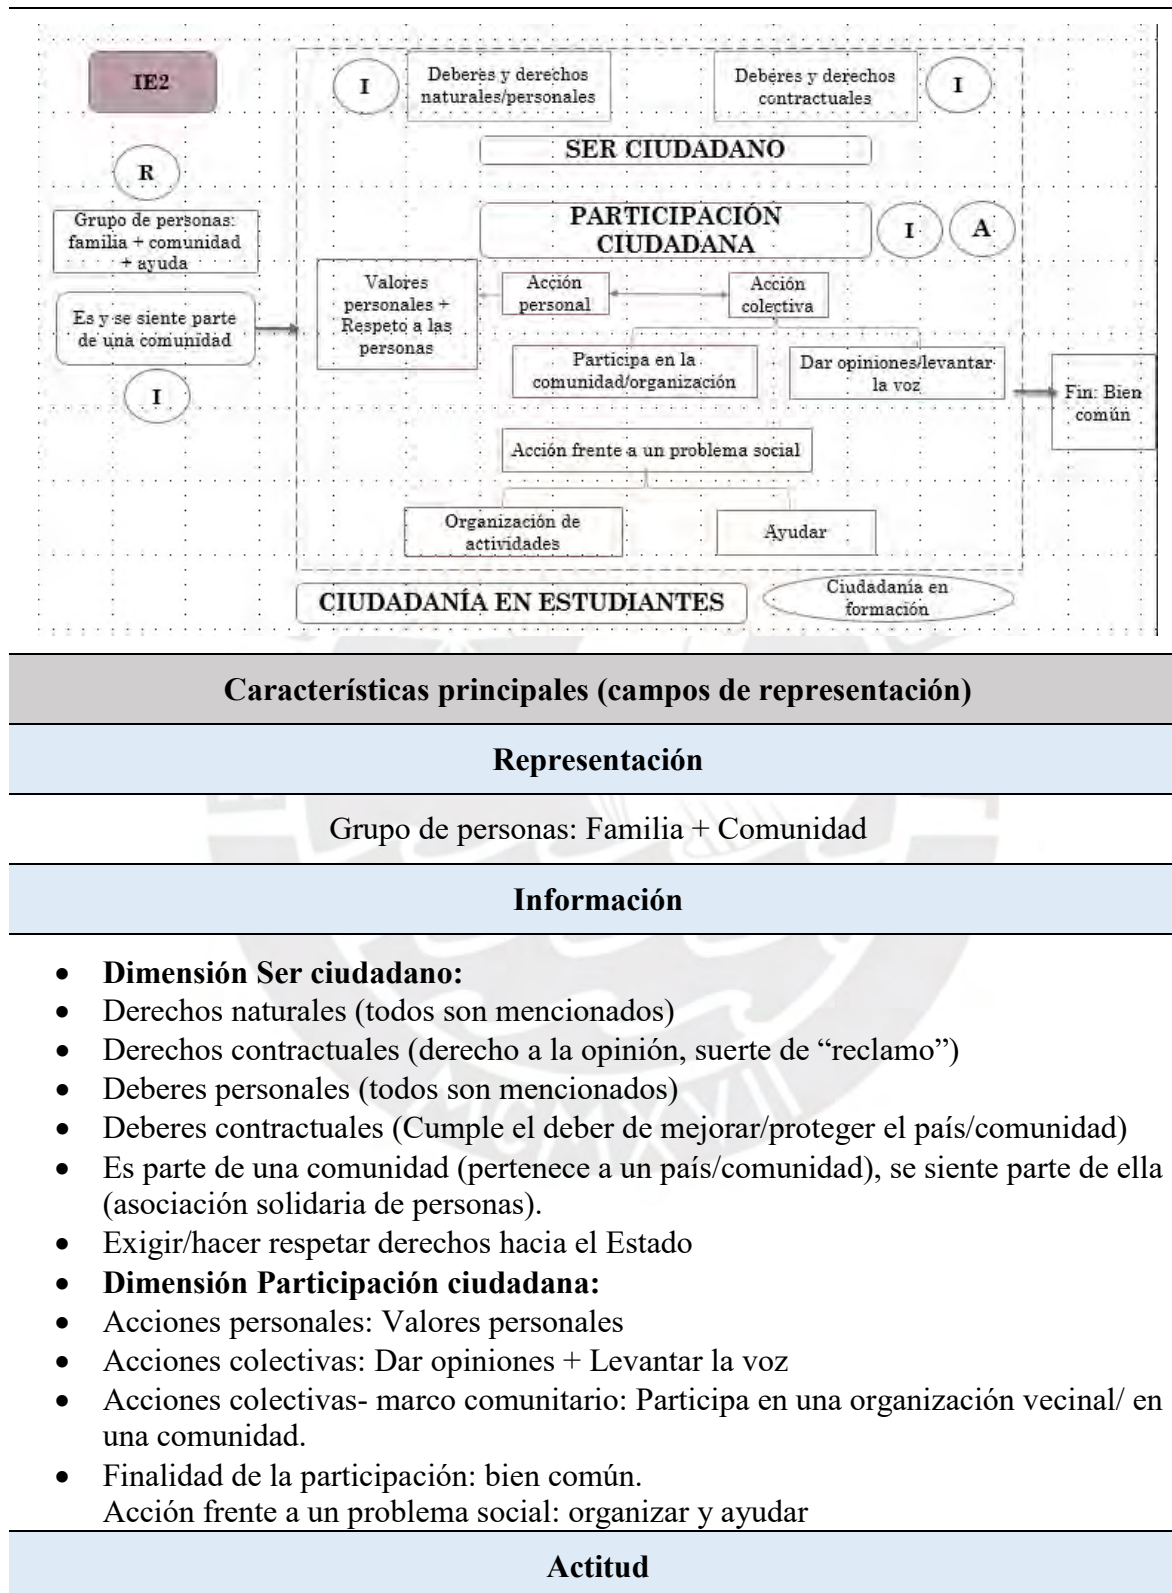 IE2
I
Deberes y derechos
naturales/personales
Deberes y derechos
contractuales
I
SER CIUDADANO
R
Grupo de personas:
familia + comunidad
+ ayuda
PARTICIPACIÓN
CIUDADANA
I
A
Es y se siente parte
de una comunidad
I
Valores
personales +
Respeto a las
personas
Acción
personal
Acción
colectiva
Participa en la
comunidad/organización
Dar opiniones/levantar
la voz
Fin: Bien
común
Acción frente a un problema social
Organización de
actividades
Ayudar
CIUDADANÍA EN ESTUDIANTES
Ciudadanía en
formación
Características principales (campos de representación)
Representación
Grupo de personas: Familia + Comunidad
Información
• Dimensión Ser ciudadano:
• Derechos naturales (todos son mencionados)
• Derechos contractuales (derecho a la opinión, suerte de “reclamo”)
• Deberes personales (todos son mencionados)
• Deberes contractuales (Cumple el deber de mejorar/proteger el país/comunidad)
• Es parte de una comunidad (pertenece a un país/comunidad), se siente parte de ella
(asociación solidaria de personas).
• Exigir/hacer respetar derechos hacia el Estado
• Dimensión Participación ciudadana:
• Acciones personales: Valores personales
• Acciones colectivas: Dar opiniones + Levantar la voz
• Acciones colectivas- marco comunitario: Participa en una organización vecinal/ en
una comunidad.
• Finalidad de la participación: bien común.
Acción frente a un problema social: organizar y ayudar
Actitud
MCMXVII